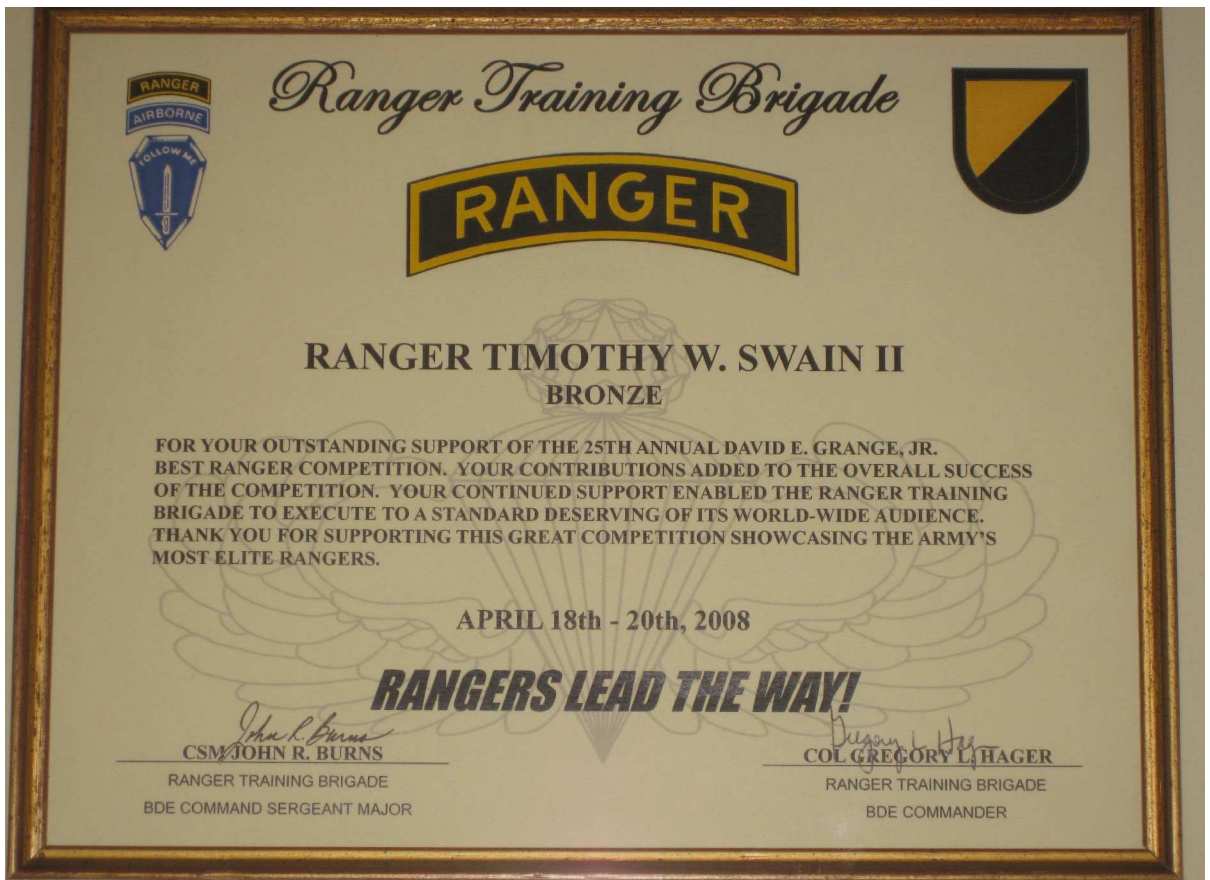 Ranger Training Brigade
RANGER
AIRBORNE
FOLLOW ME
RANGER
RANGER TIMOTHY W. SWAIN II
BRONZE
FOR YOUR OUTSTANDING SUPPORT OF THE 25TH ANNUAL DAVID E. GRANGE, JR.
BEST RANGER COMPETITION. YOUR CONTRIBUTIONS ADDED TO THE OVERALL SUCCESS
OF THE COMPETITION. YOUR CONTINUED SUPPORT ENABLED THE RANGER TRAINING
BRIGADE TO EXECUTE TO A STANDARD DESERVING OF ITS WORLD-WIDE AUDIENCE.
THANK YOU FOR SUPPORTING THIS GREAT COMPETITION SHOWCASING THE ARMY'S
MOST ELITE RANGERS.
APRIL 18th - 20th, 2008
RANGERS LEAD THE WAY!
John R. Burns
CSM JOHN R. BURNS
RANGER TRAINING BRIGADE
BDE COMMAND SERGEANT MAJOR
Gregory L. Hager
COL GREGORY L. HAGER
RANGER TRAINING BRIGADE
BDE COMMANDER